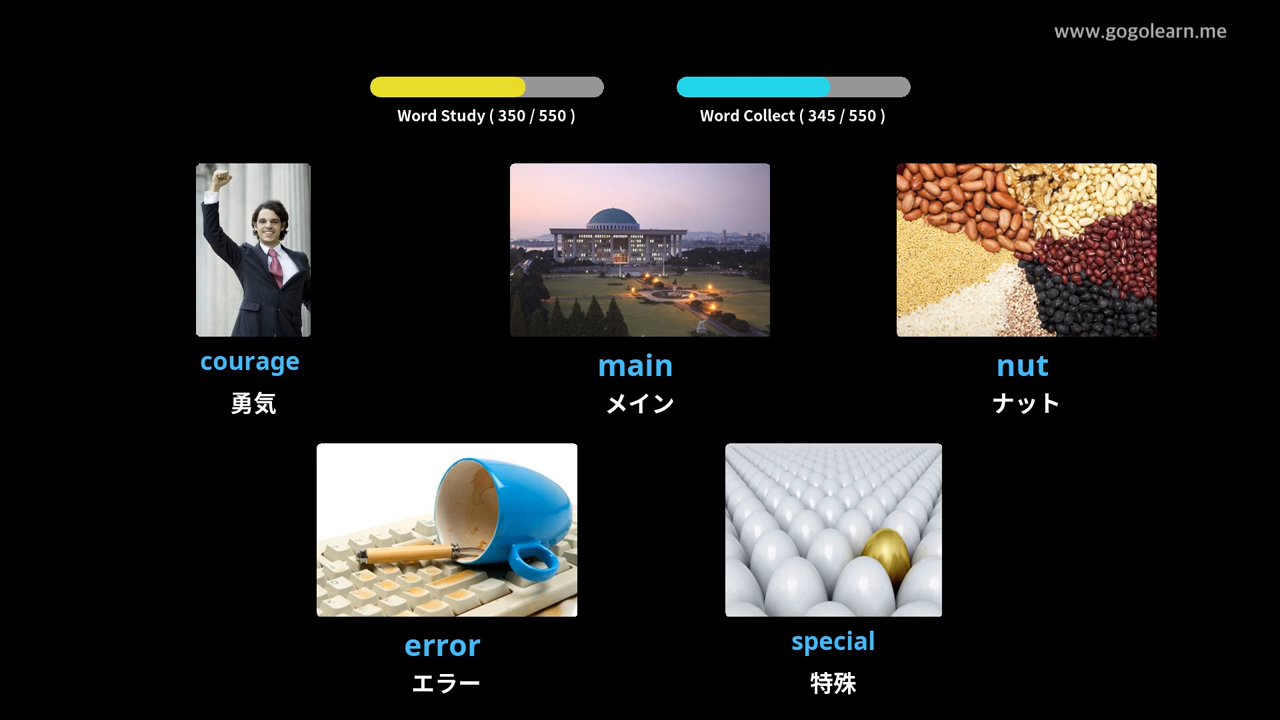 www.gogolearn.me
Word Study ( 350 / 550 )
Word Collect ( 345 / 550 )
courage
勇気
main
メイン
nut
ナット
error
エラー
special
特殊